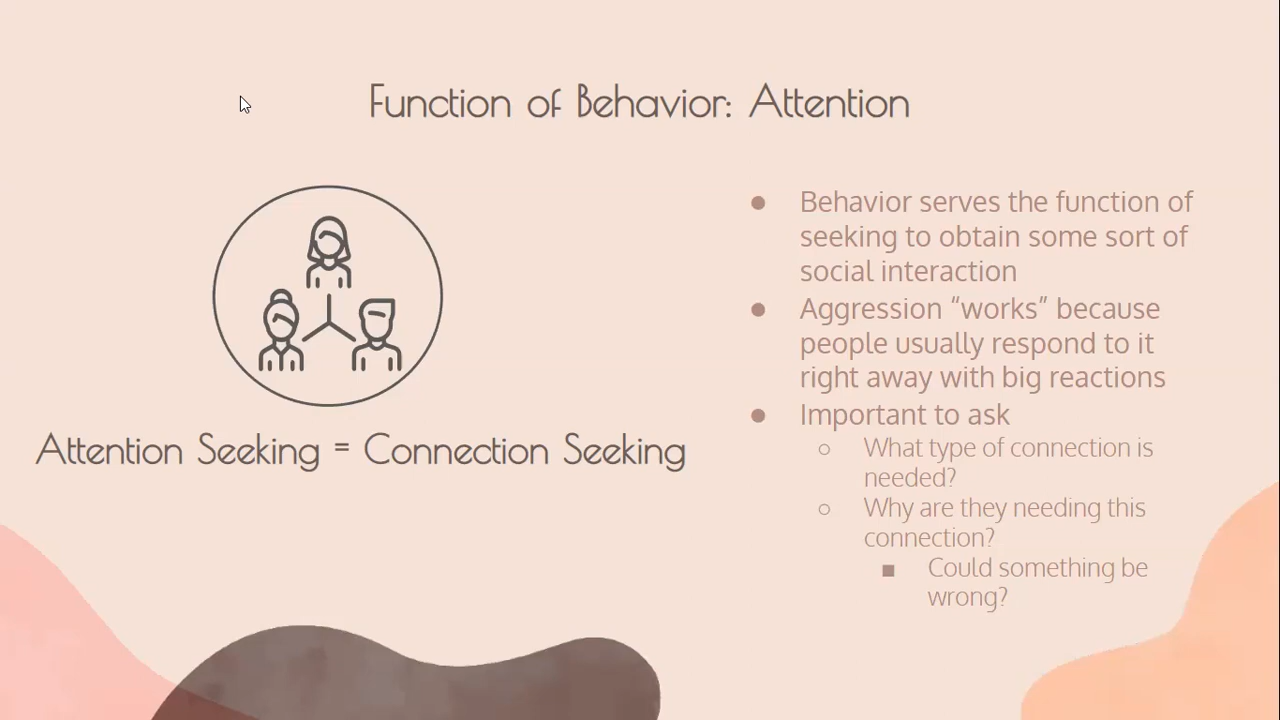 Function of Behavior: Attention
Attention Seeking = Connection Seeking
● Behavior serves the function of
seeking to obtain some sort of
social interaction
● Aggression “works” because
people usually respond to it
right away with big reactions
● Important to ask
○ What type of connection is
needed?
○ Why are they needing this
connection?
■ Could something be
wrong?